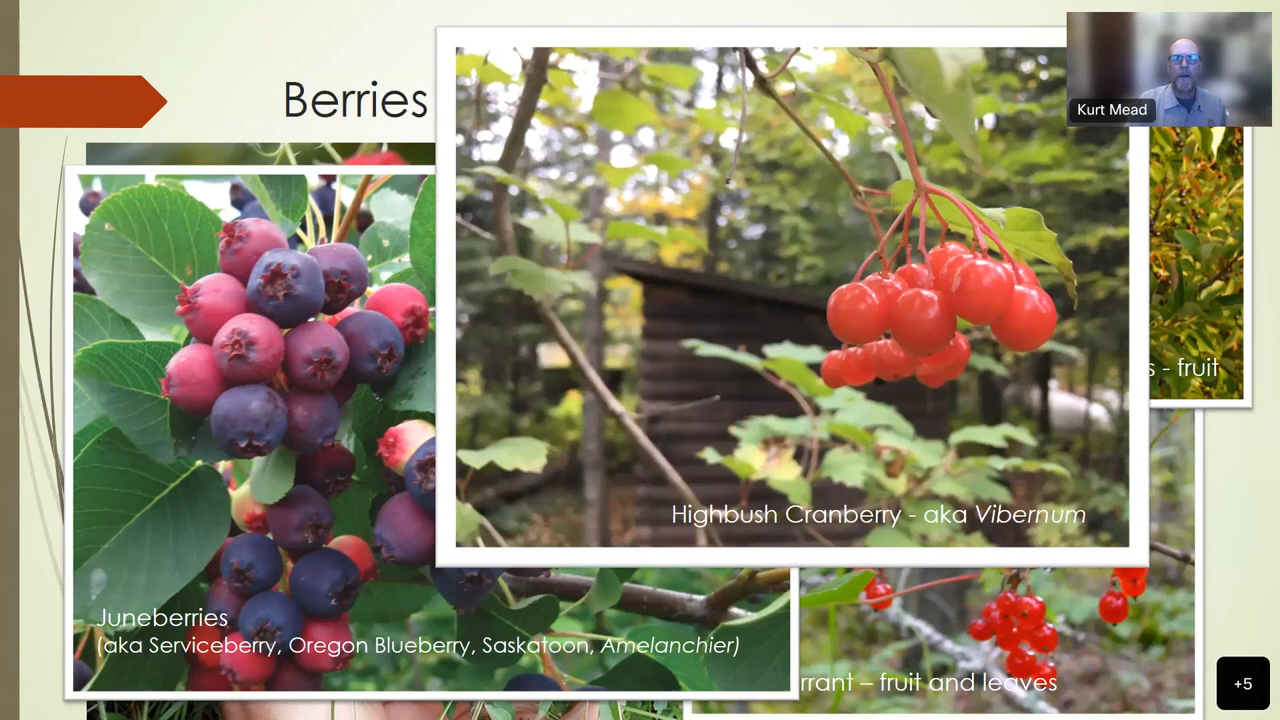 Berries
Kurt Mead
s - fruit
Highbush Cranberry - aka Vibernum
Juneberries
(aka Serviceberry, Oregon Blueberry, Saskatoon, Amelanchier)
rrant – fruit and leaves
+5